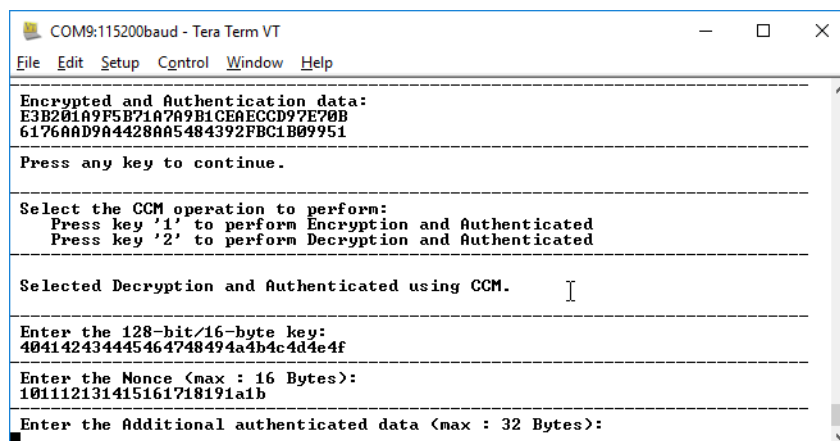 COM9:115200baud - Tera Term VT
File Edit Setup Control Window Help
Encrypted and Authentication data:
E3B201A9F5B71A7A9B1CEAECCD97E70B
6176AAD9A4428AA5484392FBC1B09951
Press any key to continue.
Select the CCM operation to perform:
Press key '1' to perform Encryption and Authenticated
Press key '2' to perform Decryption and Authenticated
Selected Decryption and Authenticated using CCM.
Enter the 128-bit/16-byte key:
404142434445464748494a4b4c4d4e4f
Enter the Nonce (max : 16 Bytes):
101112131415161718191a1b
Enter the Additional authenticated data (max : 32 Bytes):